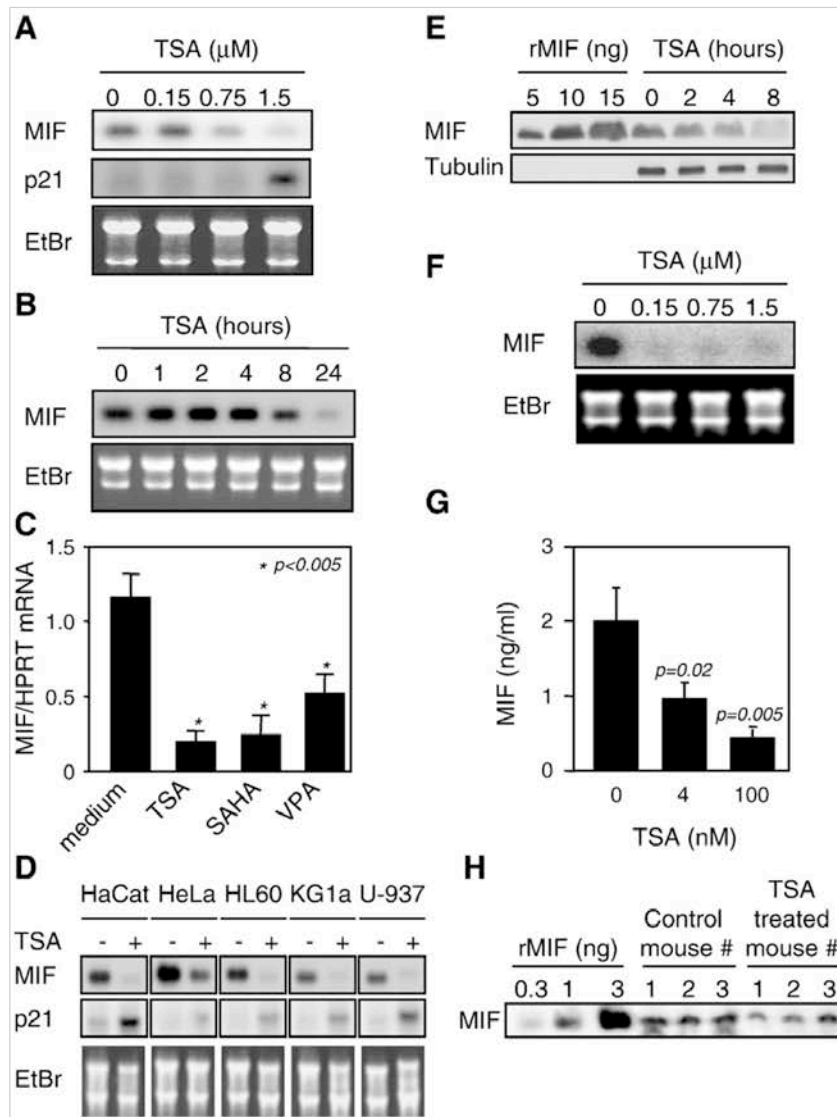 A
TSA (μM)
0 0.15 0.75 1.5
MIF
p21
EtBr
B
TSA (hours)
0 1 2 4 8 24
MIF
EtBr
C
1.5
1.0
0.5
0
MIF/HPRT mRNA
* p<0.005
*
*
*
medium TSA SAHA VPA
D
HaCat HeLa HL60 KG1a U-937
TSA - + - + - + - + - +
MIF
p21
EtBr
E
rMIF (ng) TSA (hours)
5 10 15 0 2 4 8
MIF
Tubulin
F
TSA (μM)
0 0.15 0.75 1.5
MIF
EtBr
G
3
2
1
0
MIF (ng/ml)
p=0.02
p=0.005
0 4 100
TSA (nM)
H
rMIF (ng) Control mouse # TSA treated mouse #
0.3 1 3 1 2 3 1 2 3
MIF